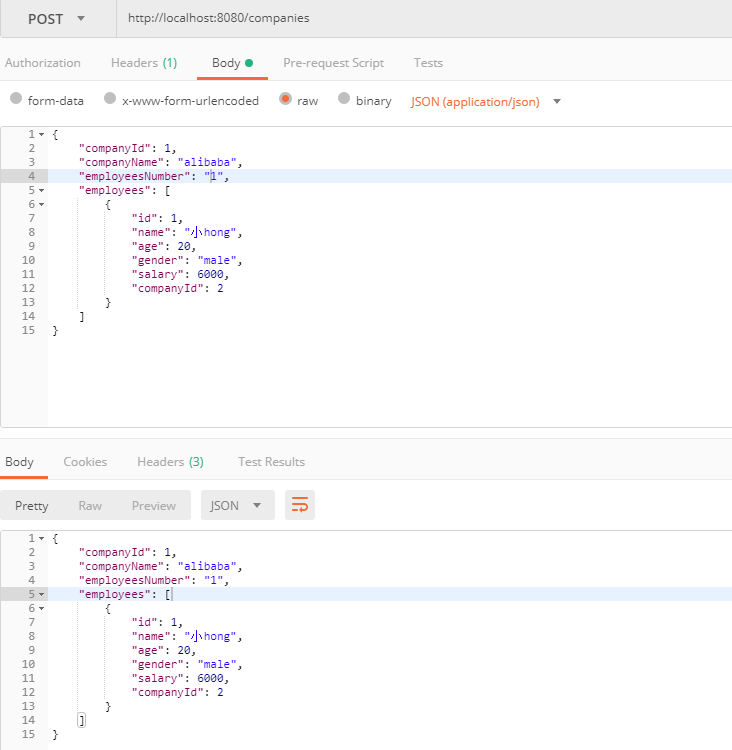 POST http://localhost:8080/companies
Authorization Headers (1) Body Pre-request Script Tests
form-data x-www-form-urlencoded raw binary JSON (application/json)
1 {
2 "companyId": 1,
3 "companyName": "alibaba",
4 "employeesNumber": "1",
5 "employees": [
6 {
7 "id": 1,
8 "name": "小hong",
9 "age": 20,
10 "gender": "male",
11 "salary": 6000,
12 "companyId": 2
13 }
14 ]
15 }
Body Cookies Headers (3) Test Results
Pretty Raw Preview JSON
1 {
2 "companyId": 1,
3 "companyName": "alibaba",
4 "employeesNumber": "1",
5 "employees": [
6 {
7 "id": 1,
8 "name": "小hong",
9 "age": 20,
10 "gender": "male",
11 "salary": 6000,
12 "companyId": 2
13 }
14 ]
15 }